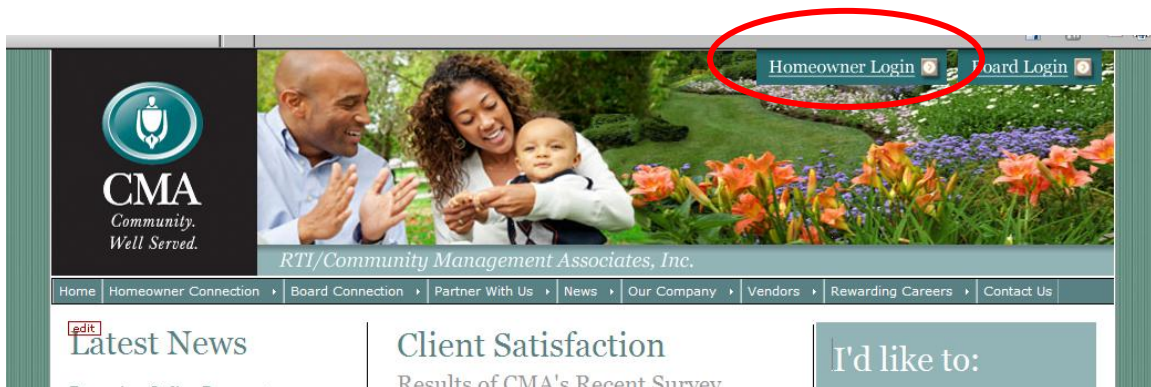 Homeowner Login
Board Login
CMA
Community.
Well Served.
RTI/Community Management Associates, Inc.
Home Homeowner Connection Board Connection Partner With Us News Our Company Vendors Rewarding Careers Contact Us
edit
Latest News
Client Satisfaction
Results of CMA's Recent Survey
I'd like to: